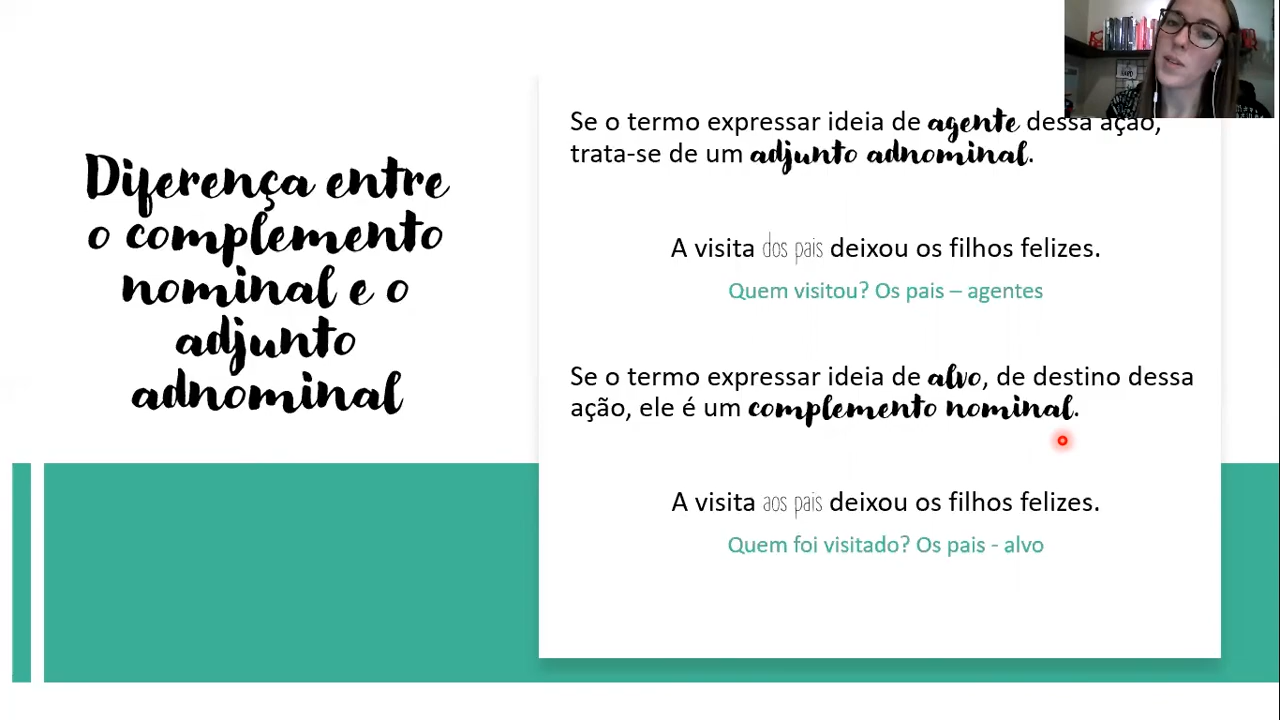 Diferença entre
o complemento
nominal e o
adjunto
adnominal
Se o termo expressar ideia de agente dessa ação,
trata-se de um adjunto adnominal.
A visita dos pais deixou os filhos felizes.
Quem visitou? Os pais – agentes
Se o termo expressar ideia de alvo, de destino dessa
ação, ele é um complemento nominal.
A visita aos pais deixou os filhos felizes.
Quem foi visitado? Os pais - alvo